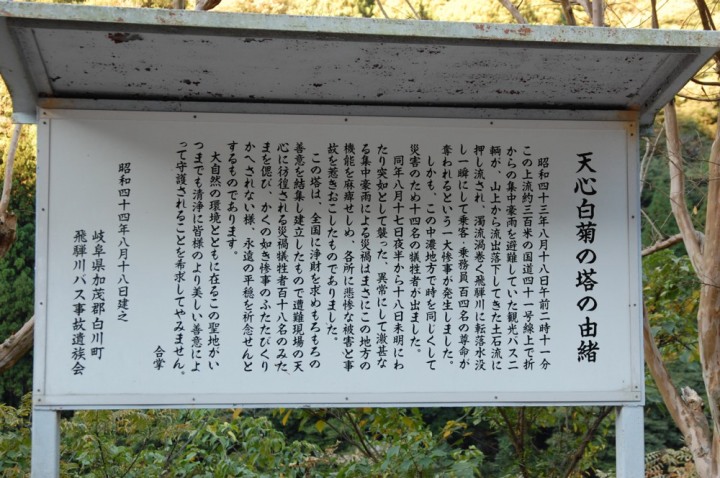 天心白菊の塔の由緒
昭和四十三年八月十八日午前二時十一分
この上流約三百米の国道四十一号線上で折
からの集中豪雨を避難していた観光バス二
輌が、山上から流出落下してきた土石流に
押し流され、濁流渦巻く飛騨川に転落水没
し一瞬にして乗客、乗務員百四名の尊命が
奪われるという一大惨事が発生しました。
しかも、この中濃地方で時を同じくして
災害のため十四名の犠牲者が出ました。
同年八月十七日夜半から十八日未明にわ
たり突如として襲った、異常にして激甚な
る集中豪雨による災禍はまさにこの地方の
機能を麻痺せしめ、各所に悲惨な被害と事
故を惹きおこしたものでありました。
この塔は、全国に浄財を求めもろもろの
善意を結集し建立したもので遭難現場の天
心に彷徨される災禍犠牲者百十八名のみた
まを偲び、かくの如き惨事のふたたびくり
かへされない様、永遠の平穏を祈念せんと
するものであります。
大自然の環境とともに在るこの聖地がい
つまでも清浄に皆様のより美しい善意によ
って守護されることを希求してやみません。
合掌
昭和四十四年八月十八日建之
岐阜県加茂郡白川町
飛騨川バス事故遺族会